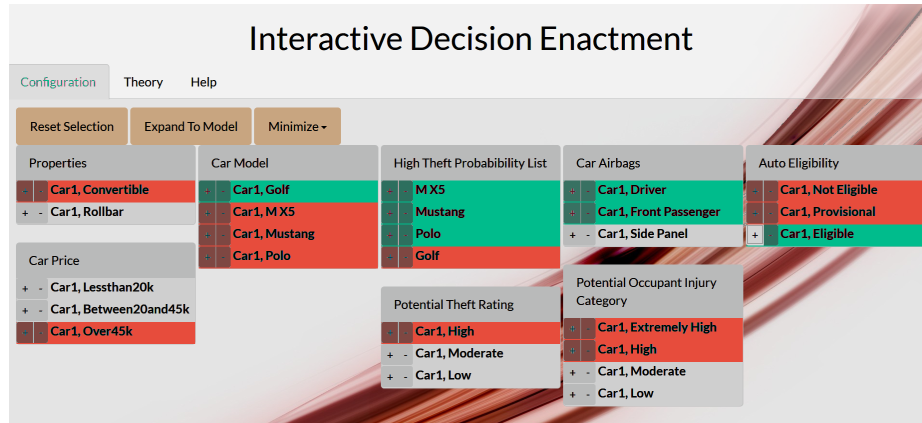 Interactive Decision Enactment
Configuration Theory Help
Reset Selection Expand To Model Minimize
Properties
- - Car1, Convertible
+ - Car1, Rollbar
Car Price
+ - Car1, Lessthan20k
+ - Car1, Between20and45k
- - Car1, Over45k
Car Model
- - Car1, Golf
- - Car1, M X5
- - Car1, Mustang
- - Car1, Polo
High Theft Probabibility List
- - M X5
- - Mustang
- - Polo
- - Golf
Potential Theft Rating
+ - Car1, High
+ - Car1, Moderate
+ - Car1, Low
Car Airbags
+ - Car1, Driver
+ - Car1, Front Passenger
+ - Car1, Side Panel
Potential Occupant Injury
Category
+ - Car1, Extremely High
+ - Car1, High
+ - Car1, Moderate
+ - Car1, Low
Auto Eligibility
- - Car1, Not Eligible
- - Car1, Provisional
+ - Car1, Eligible